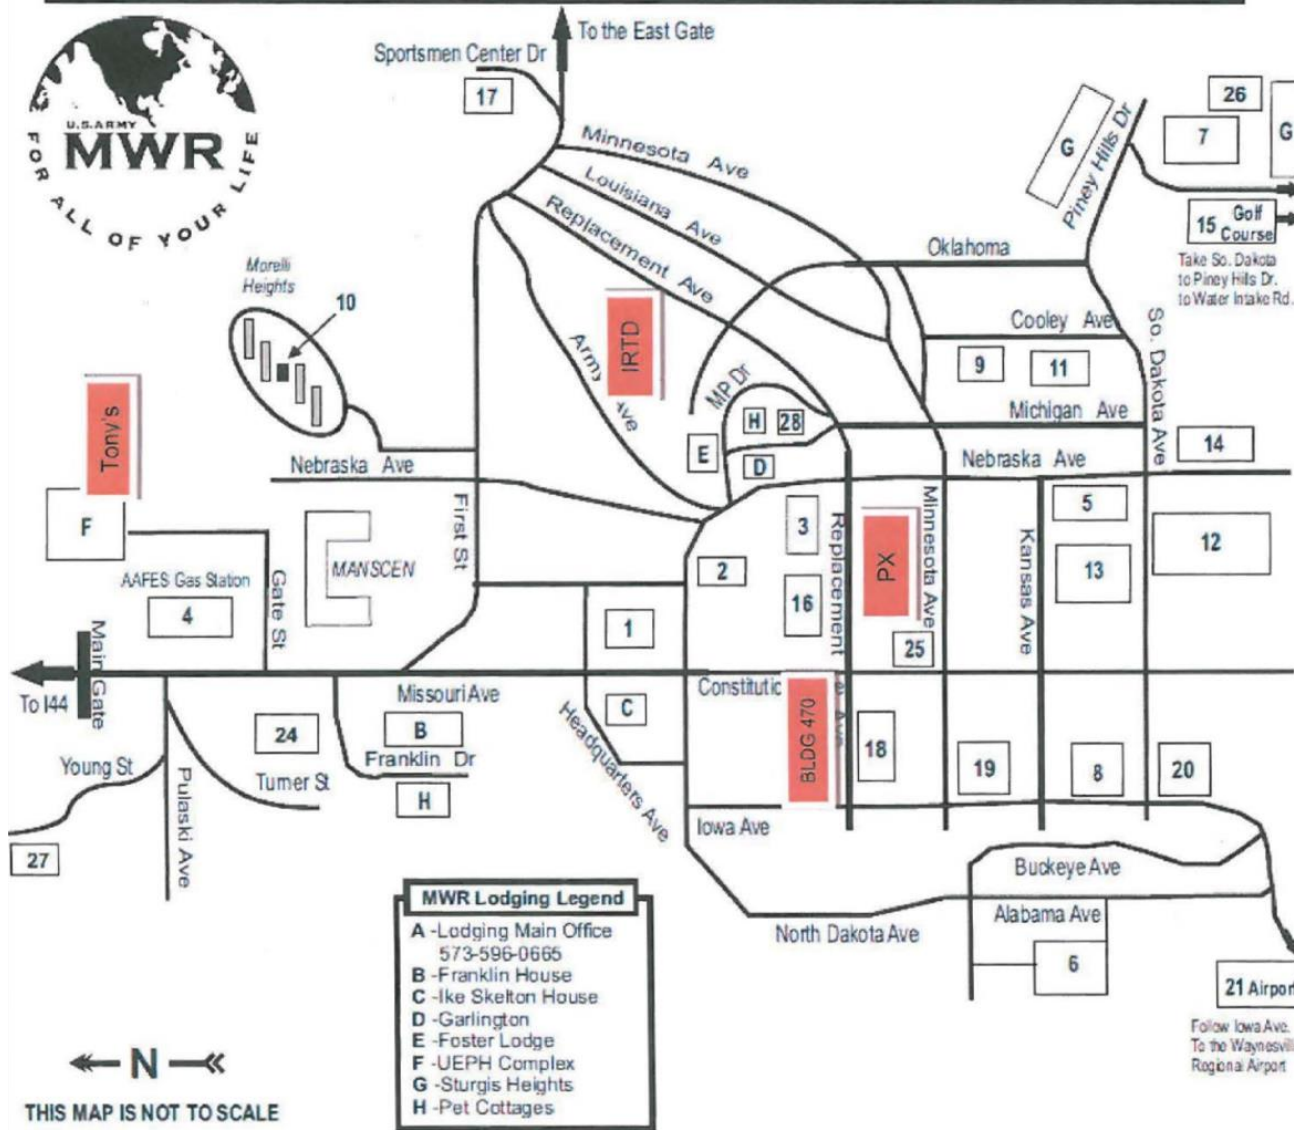 To the East Gate
Sportsmen Center Dr
17
U.S.ARMY
MWR
FOR ALL OF YOUR LIFE
Minnesota Ave
Louisiana Ave
Replacement Ave
G
Piney Hills Dr
26
7
G
15 Golf
Course
Take So. Dakota
to Piney Hills Dr.
to Water Intake Rd.
Oklahoma
Morelli
Heights
10
IRTD
Army Ave
Cooley Ave
So. Dakota Ave
9
11
MP Dr
Michigan Ave
H
28
E
D
Tony's
Nebraska Ave
Nebraska Ave
14
F
First St
MANSCEN
3
Replacement
PX
Minnesota Ave
5
Kansas Ave
12
13
AAFES Gas Station
4
Gate St
2
16
1
25
Main Gate
To I44
Missouri Ave
C
BLDG 470
Ave
18
19
8
20
24
B
Franklin Dr
H
Headquarters Ave
Young St
Turner St
Pulaski Ave
27
Iowa Ave
Buckeye Ave
Alabama Ave
North Dakota Ave
6
21 Airport
Follow Iowa Ave.
To the
Regional Airport
MWR Lodging Legend
A -Lodging Main Office
573-596-0665
B -Franklin House
C -Ike Skelton House
D -Garlington
E -Foster Lodge
F -UEPH Complex
G -Sturgis Heights
H -Pet Cottages
N
THIS MAP IS NOT TO SCALE